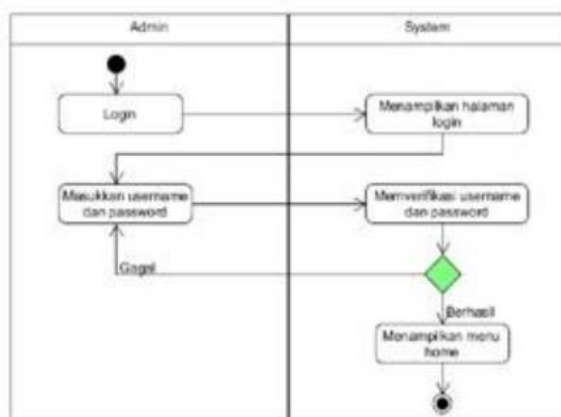 Admin
System
Login
Menampilkan halaman
login
Masukkan username
dan password
Memverifikasi username
dan password
Gagal
Berhasil
Menampilkan menu
home